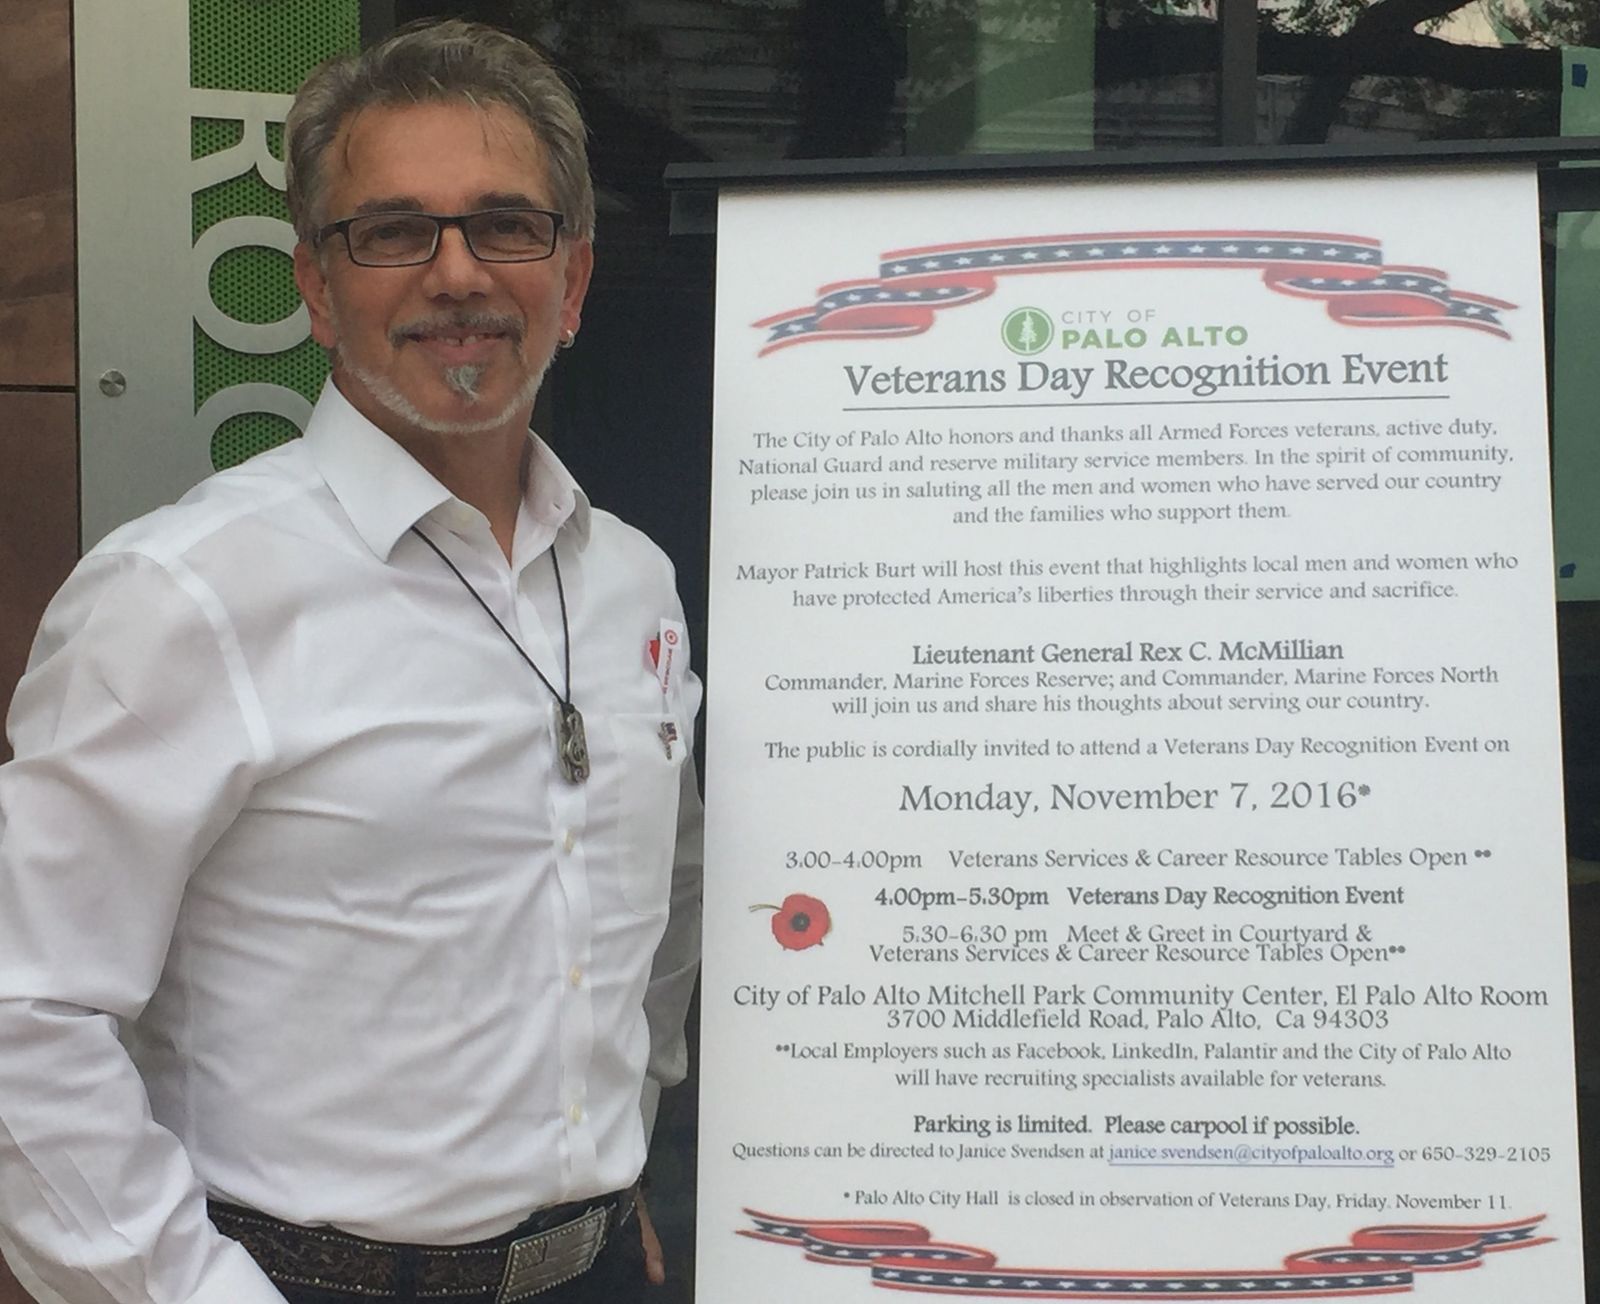 ROO
CITY OF
PALO ALTO
Veterans Day Recognition Event
The City of Palo Alto honors and thanks all Armed Forces veterans, active duty,
National Guard and reserve military service members. In the spirit of community,
please join us in saluting all the men and women who have served our country
and the families who support them.
Mayor Patrick Burt will host this event that highlights local men and women who
have protected America's liberties through their service and sacrifice.
Lieutenant General Rex C. McMillian
Commander, Marine Forces Reserve; and Commander, Marine Forces North
will join us and share his thoughts about serving our country.
The public is cordially invited to attend a Veterans Day Recognition Event on
Monday, November 7, 2016*
3:00-4:00pm Veterans Services & Career Resource Tables Open **
4:00pm-5:30pm Veterans Day Recognition Event
5:30-6:30 pm Meet & Greet in Courtyard &
Veterans Services & Career Resource Tables Open**
City of Palo Alto Mitchell Park Community Center, El Palo Alto Room
3700 Middlefield Road, Palo Alto, Ca 94303
**Local Employers such as Facebook, LinkedIn, Palantir and the City of Palo Alto
will have recruiting specialists available for veterans.
Parking is limited. Please carpool if possible.
Questions can be directed to Janice Svendsen at janice.svendsen@cityofpaloalto.org or 650-329-2105
* Palo Alto City Hall is closed in observation of Veterans Day, Friday, November 11.